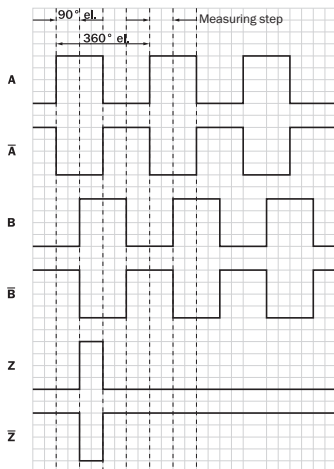 90° el.
Measuring step
360° el.
A
A̅
B
B̅
Z
Z̅